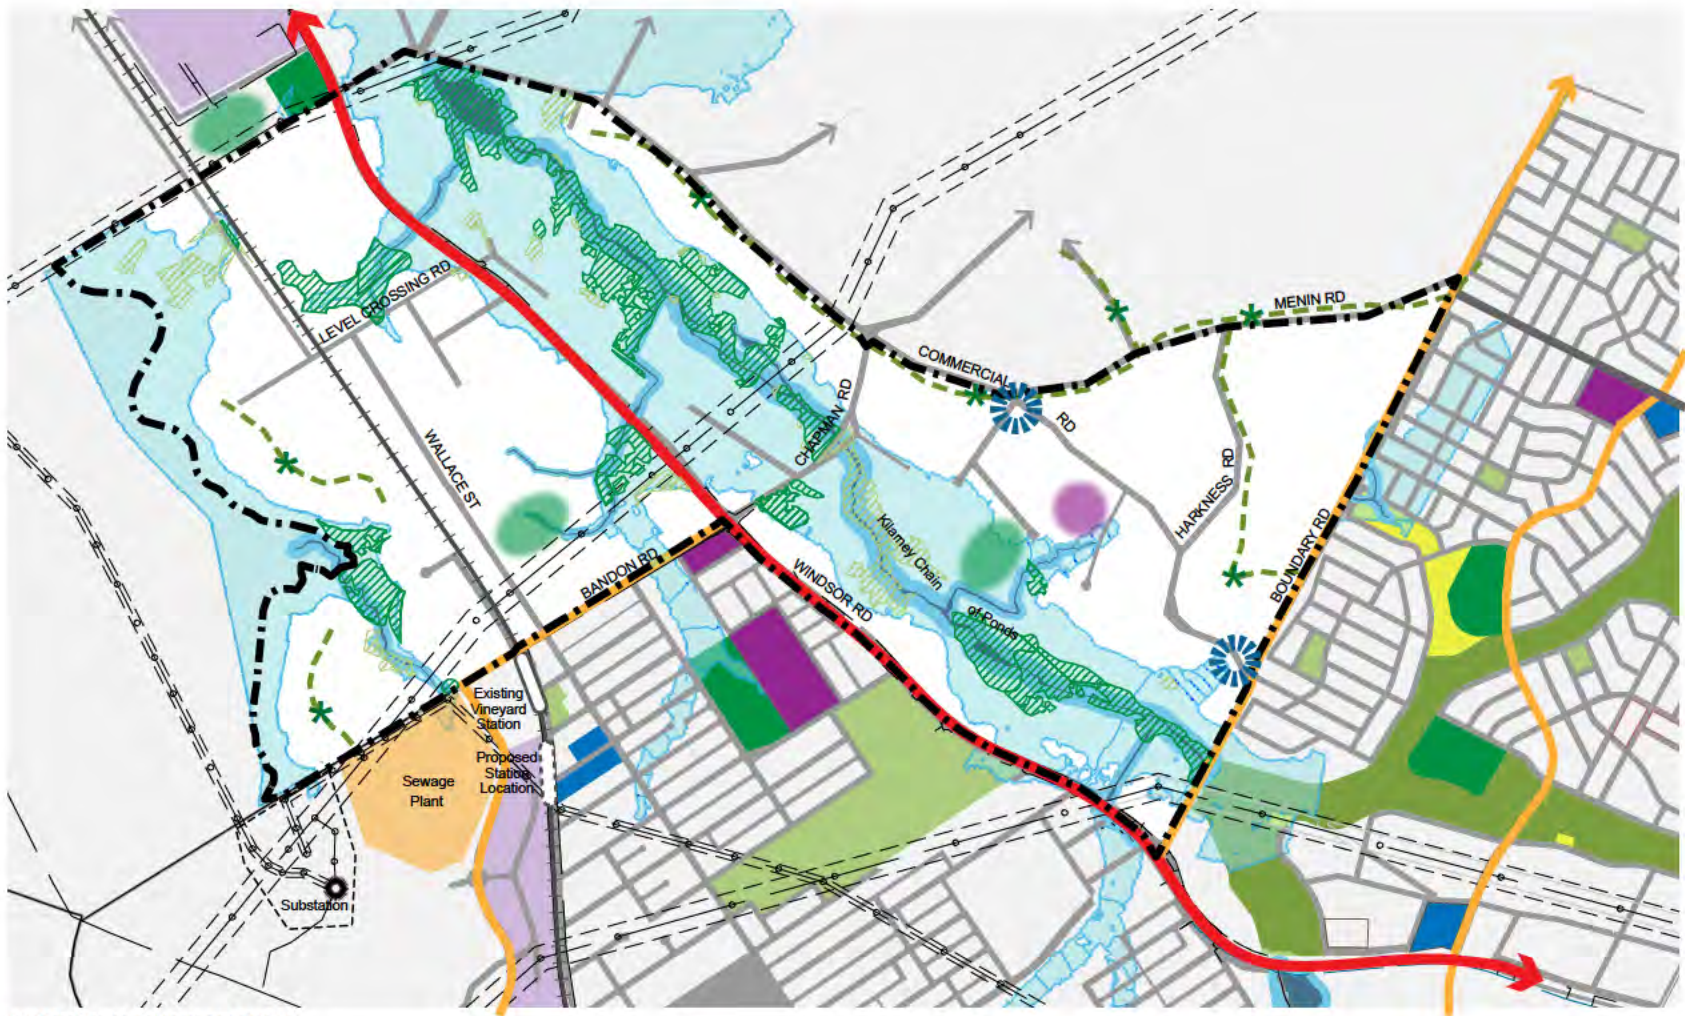 MENIN RD
LEVEL CROSSING RD
COMMERCIAL
RD
CHAPMAN RD
WALLACE ST
HARKNESS RD
Kilarney Chain
of Ponds
BOUNDARY RD
BANDON RD
WINDSOR RD
Existing
Vineyard
Station
Proposed
Station
Location
Sewage
Plant
Substation